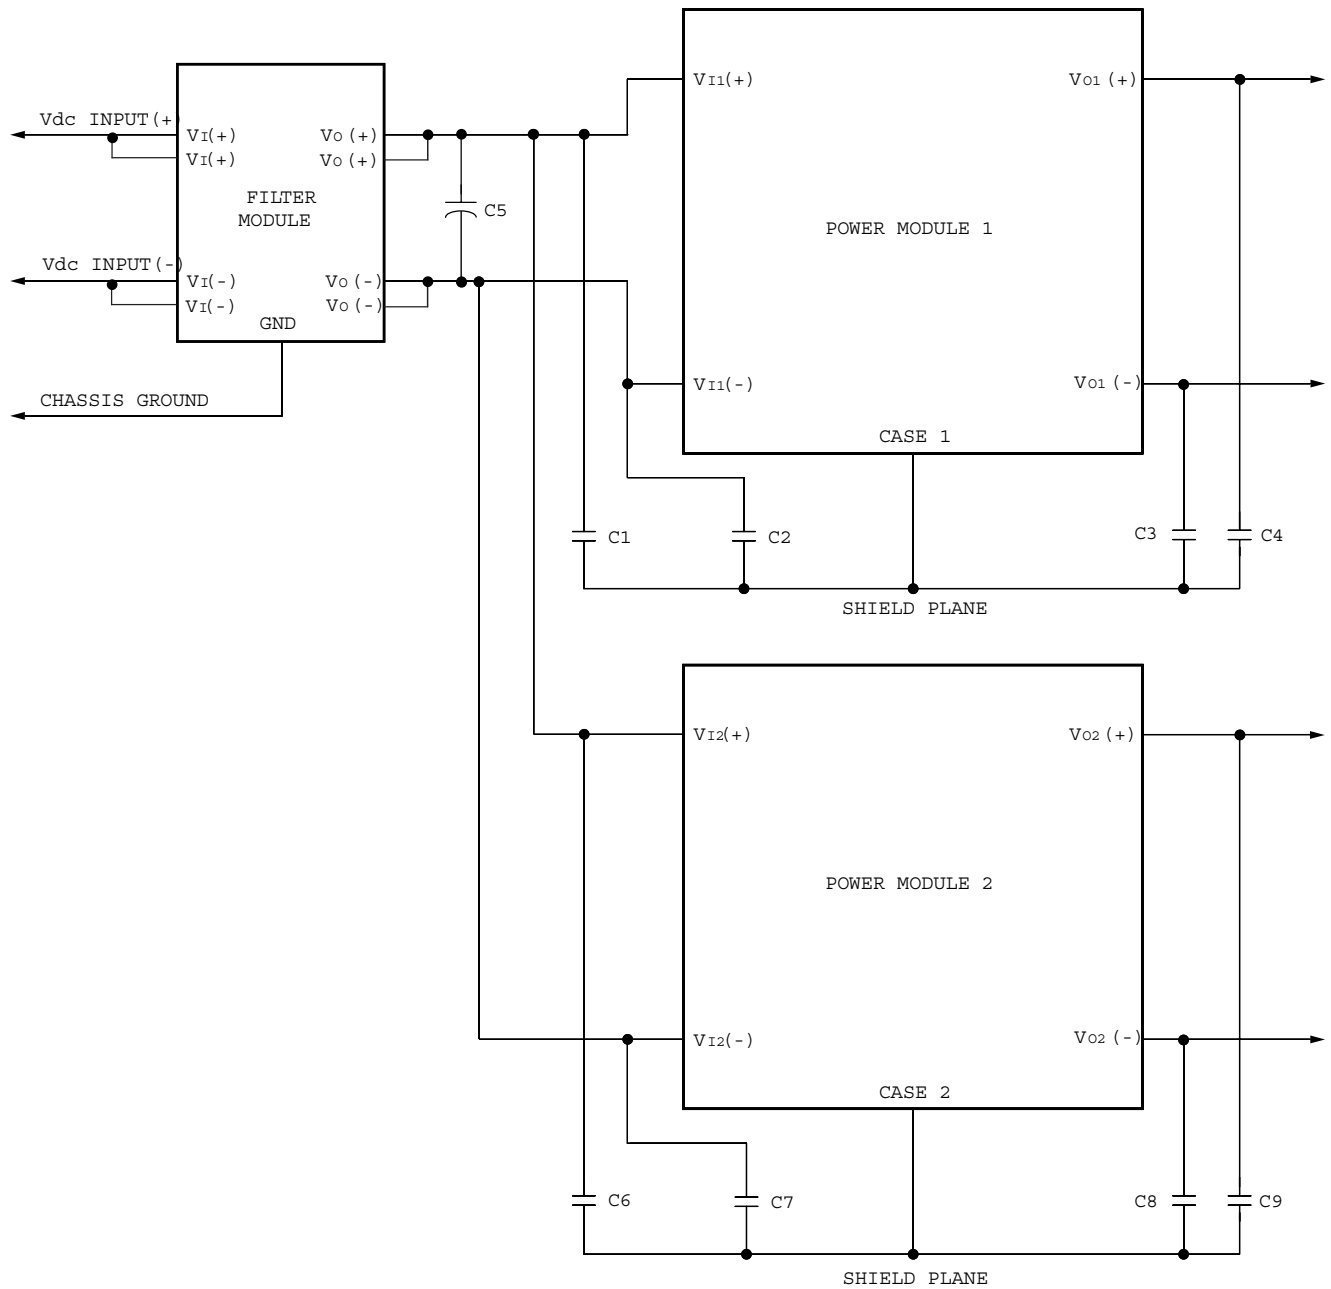 VI1(+)
VO1 (+)
Vdc INPUT(+)
VI(+)
VO (+)
VI(+)
VO (+)
FILTER
MODULE
C5
POWER MODULE 1
Vdc INPUT(-)
VI(-)
VO (-)
VI(-)
VO (-)
GND
CHASSIS GROUND
VI1(-)
VO1 (-)
CASE 1
C1
C2
C3
C4
SHIELD PLANE
VI2(+)
VO2 (+)
POWER MODULE 2
VI2(-)
VO2 (-)
CASE 2
C6
C7
C8
C9
SHIELD PLANE